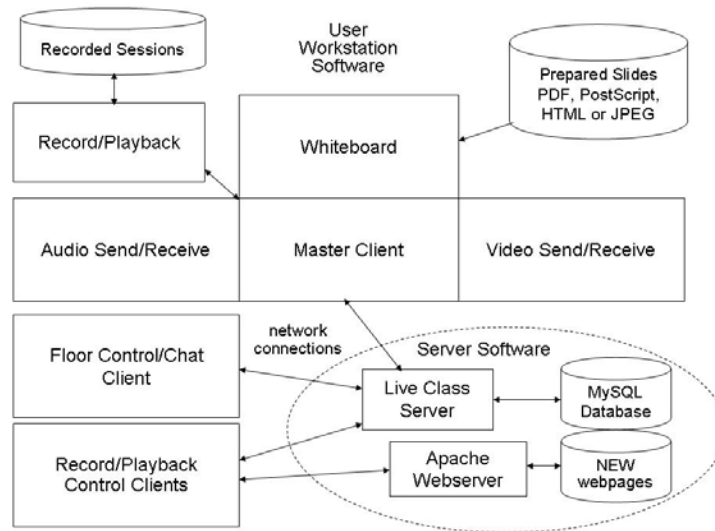 Recorded Sessions
User
Workstation
Software
Prepared Slides
PDF, PostScript,
HTML or JPEG
Record/Playback
Whiteboard
Audio Send/Receive
Master Client
Video Send/Receive
Floor Control/Chat
Client
network
connections
Server Software
Live Class
Server
MySQL
Database
Record/Playback
Control Clients
Apache
Webserver
NEW
webpages